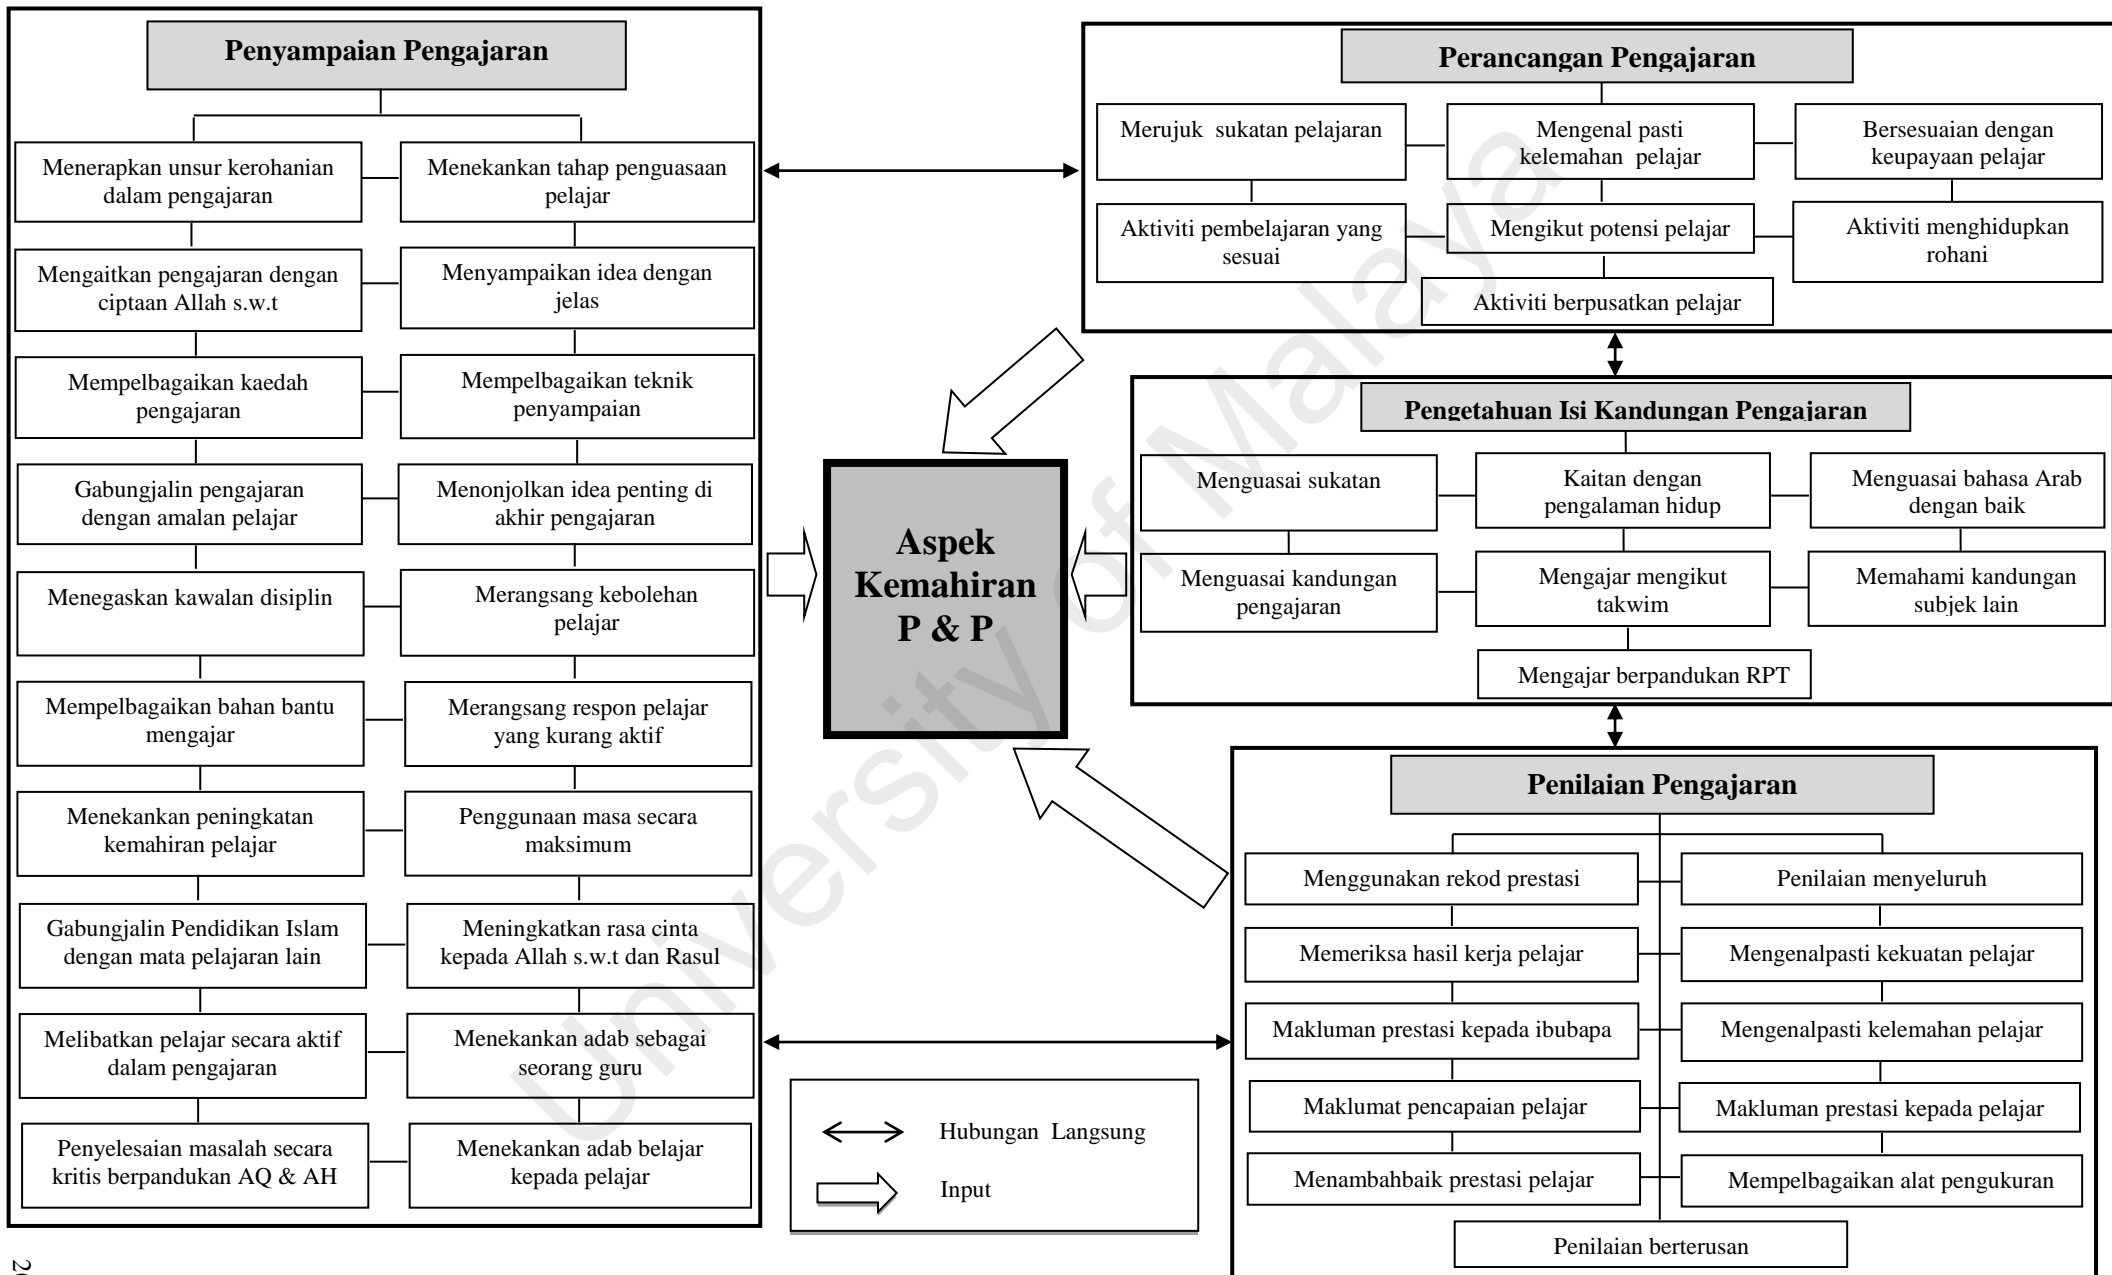 Penyampaian Pengajaran
Menerapkan unsur kerohanian
dalam pengajaran
Menekankan tahap penguasaan
pelajar
Mengaitkan pengajaran dengan
ciptaan Allah s.w.t
Menyampaikan idea dengan
jelas
Mempelbagaikan kaedah
pengajaran
Mempelbagaikan teknik
penyampaian
Gabungjalin pengajaran
dengan amalan pelajar
Menonjolkan idea penting di
akhir pengajaran
Menegaskan kawalan disiplin
Merangsang kebolehan
pelajar
Mempelbagaikan bahan bantu
mengajar
Merangsang respon pelajar
yang kurang aktif
Menekankan peningkatan
kemahiran pelajar
Penggunaan masa secara
maksimum
Gabungjalin Pendidikan Islam
dengan mata pelajaran lain
Meningkatkan rasa cinta
kepada Allah s.w.t dan Rasul
Melibatkan pelajar secara aktif
dalam pengajaran
Menekankan adab sebagai
seorang guru
Penyelesaian masalah secara
kritis berpandukan AQ & AH
Menekankan adab belajar
kepada pelajar
Aspek
Kemahiran
P & P
Perancangan Pengajaran
Merujuk sukatan pelajaran
Mengenal pasti
kelemahan pelajar
Bersesuaian dengan
keupayaan pelajar
Aktiviti pembelajaran yang
sesuai
Mengikut potensi pelajar
Aktiviti menghidupkan
rohani
Aktiviti berpusatkan pelajar
Pengetahuan Isi Kandungan Pengajaran
Menguasai sukatan
Kaitan dengan
pengalaman hidup
Menguasai bahasa Arab
dengan baik
Menguasai kandungan
pengajaran
Mengajar mengikut
takwim
Memahami kandungan
subjek lain
Mengajar berpandukan RPT
Penilaian Pengajaran
Menggunakan rekod prestasi
Penilaian menyeluruh
Memeriksa hasil kerja pelajar
Mengenalpasti kekuatan pelajar
Makluman prestasi kepada ibubapa
Mengenalpasti kelemahan pelajar
Maklumat pencapaian pelajar
Makluman prestasi kepada pelajar
Menambahbaik prestasi pelajar
Mempelbagaikan alat pengukuran
Penilaian berterusan
Hubungan Langsung
Input
University of Malaya